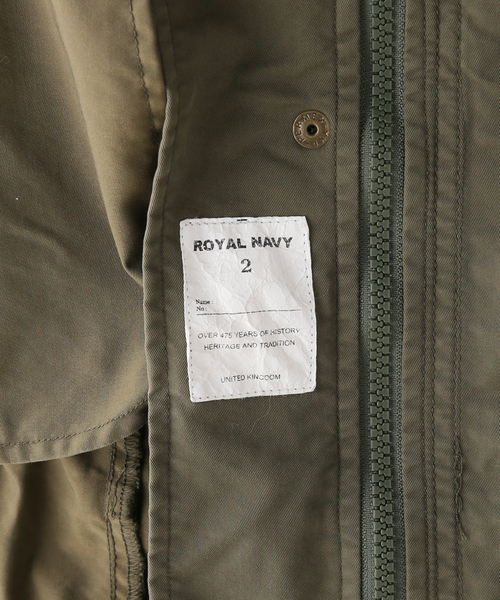 ROYAL NAVY
2
Name:
No.:
OVER 475 YEARS OF HISTORY
HERITAGE AND TRADITION
UNITED KINGDOM